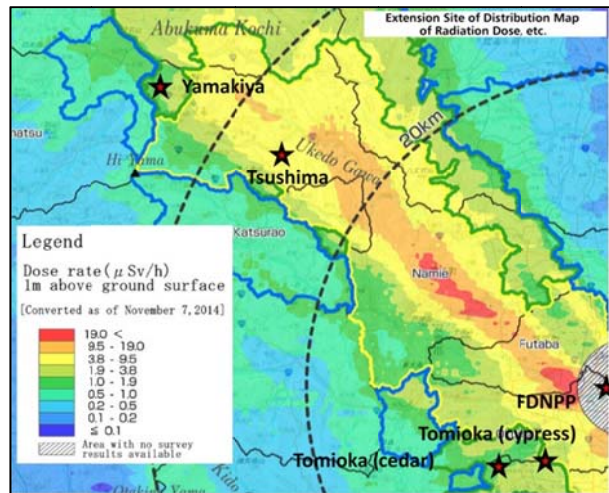 Extension Site of Distribution Map
of Radiation Dose, etc.
Abukuma Kochi
Yamakiya
20km
Ukedo Gawa
Hi Yama
Tsushima
Katsurao
Legend
Dose rate(μSv/h)
1m above ground surface
[Converted as of November 7,2014]
19.0 <
9.5 - 19.0
3.8 - 9.5
1.9 - 3.8
1.0 - 1.9
0.5 - 1.0
0.2 - 0.5
0.1 - 0.2
≦ 0.1
Area with no survey
results available
Namie
Futaba
FDNPP
Tomioka (cypress)
Tomioka (cedar)
Kido
Yama